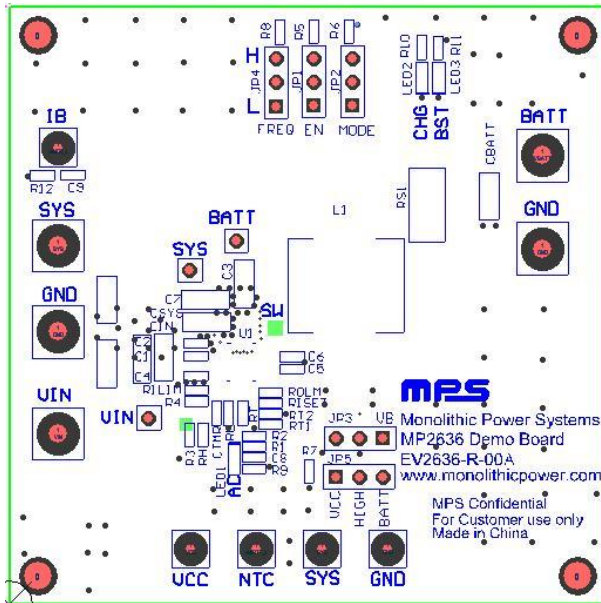 R8 R5 R6 RL0 RL1
H
JP4 JP1 JP2
L
LED2 LED3
FREQ EN MODE
CHG BST
IB
BATT
CBATT
R12 C9
RS1
SYS
BATT
L1
GND
SYS
C3
GND
C7
CSYS
SW
CIN
U1
C2
C1
C6
C5
C4
VIN
RILIM
R4
ROLM
RISET
VIN
RT2
RT1
R3 RH CTMR
R2
R1
C8
R9
LED1
AD
R7
JP3 VB
JP5
VCC HIGH BATT
MPS
Monolithic Power Systems
MP2636 Demo Board
EV2636-R-00A
www.monolithicpower.com
MPS Confidential
For Customer use only
Made in China
VCC NTC SYS GND